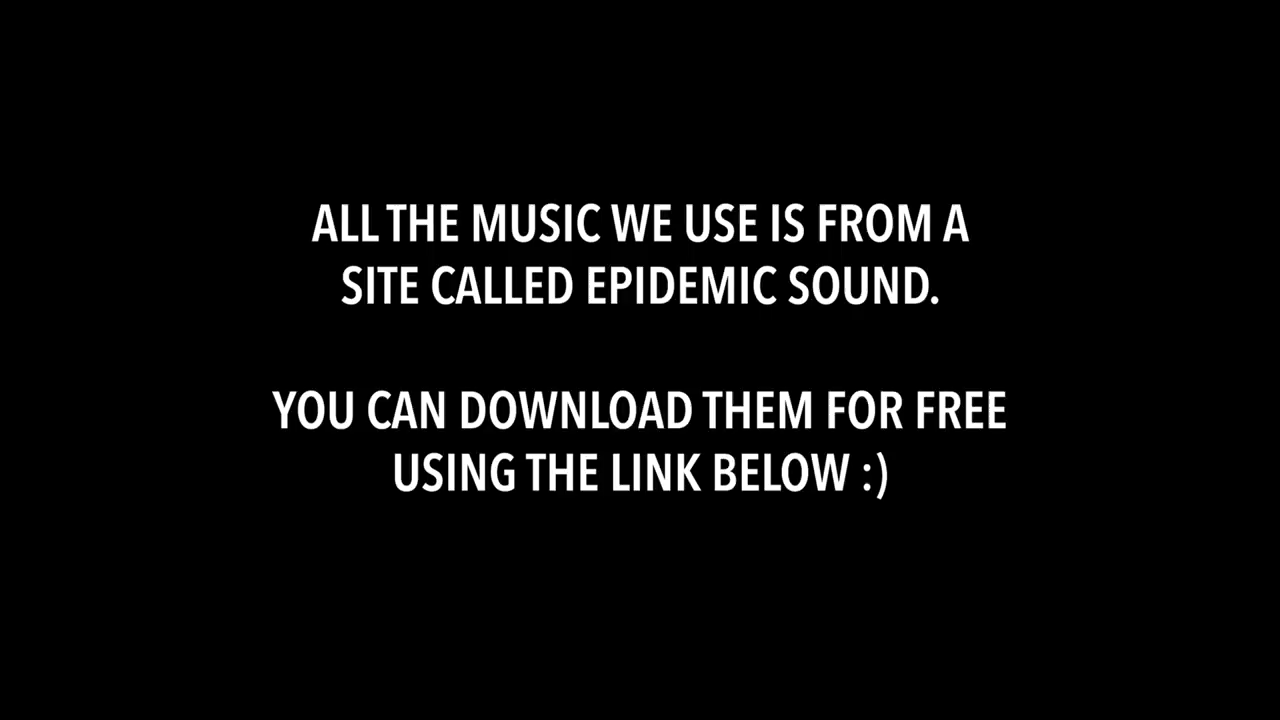 ALL THE MUSIC WE USE IS FROM A
SITE CALLED EPIDEMIC SOUND.
YOU CAN DOWNLOAD THEM FOR FREE
USING THE LINK BELOW :)